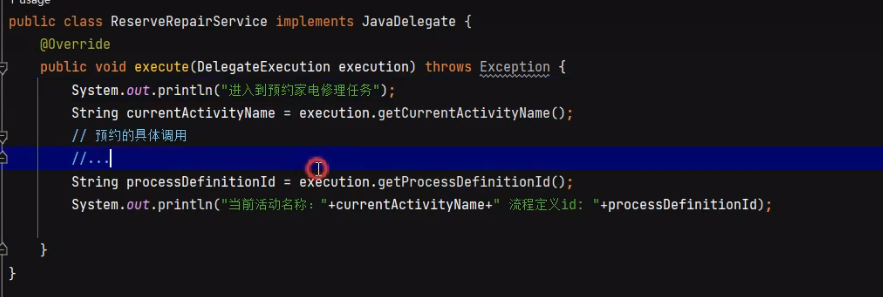 1 usage
public class ReserveRepairService implements JavaDelegate {
@Override
public void execute(DelegateExecution execution) throws Exception {
System.out.println("进入到预约家电修理任务");
String currentActivityName = execution.getCurrentActivityName();
// 预约的具体调用
//...
String processDefinitionId = execution.getProcessDefinitionId();
System.out.println("当前活动名称："+currentActivityName+" 流程定义id: "+processDefinitionId);
}
}